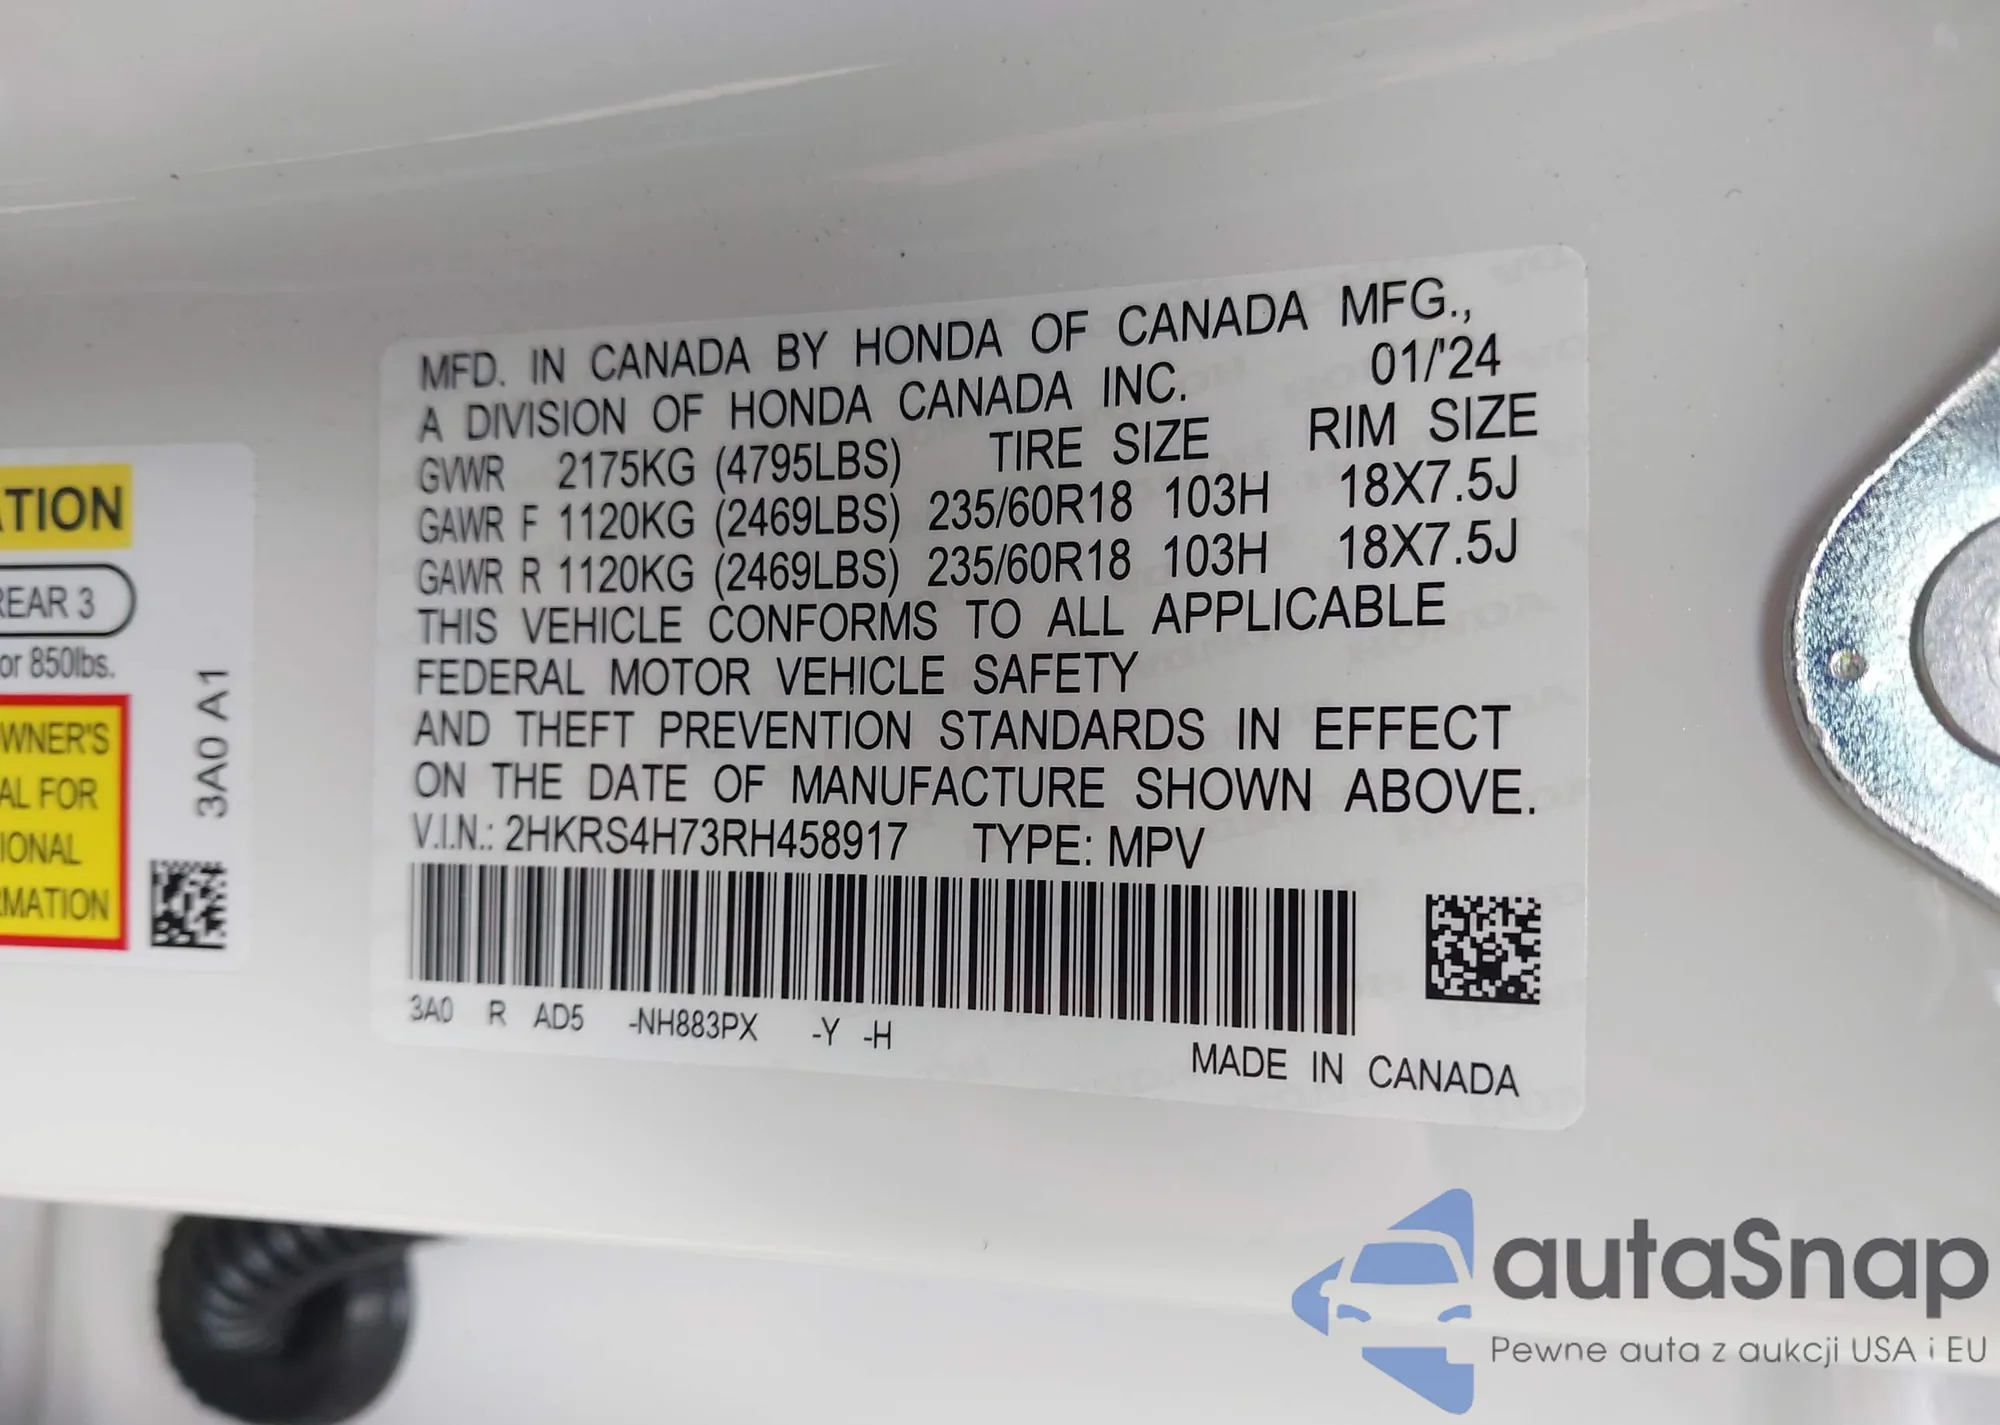 ATION
REAR 3
or 850lbs.
WNER'S
AL FOR
IONAL
MATION
3A0 A1
MFD. IN CANADA BY HONDA OF CANADA MFG.,
A DIVISION OF HONDA CANADA INC. 01/'24
GVWR 2175KG (4795LBS) TIRE SIZE RIM SIZE
GAWR F 1120KG (2469LBS) 235/60R18 103H 18X7.5J
GAWR R 1120KG (2469LBS) 235/60R18 103H 18X7.5J
THIS VEHICLE CONFORMS TO ALL APPLICABLE
FEDERAL MOTOR VEHICLE SAFETY
AND THEFT PREVENTION STANDARDS IN EFFECT
ON THE DATE OF MANUFACTURE SHOWN ABOVE.
V.I.N.: 2HKRS4H73RH458917 TYPE: MPV
3A0 R AD5 -NH883PX -Y -H
MADE IN CANADA
autaSnap
Pewne auta z aukcji USA i EU